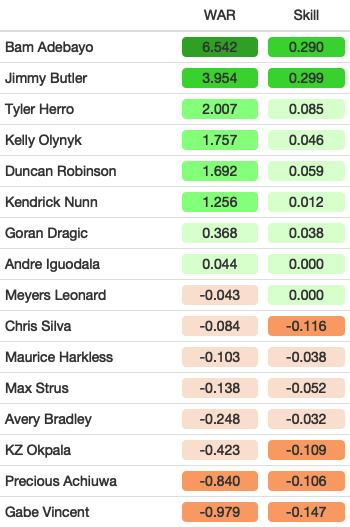 WAR Skill
Bam Adebayo 6.542 0.290
Jimmy Butler 3.954 0.299
Tyler Herro 2.007 0.085
Kelly Olynyk 1.757 0.046
Duncan Robinson 1.692 0.059
Kendrick Nunn 1.256 0.012
Goran Dragic 0.368 0.038
Andre Iguodala 0.044 0.000
Meyers Leonard -0.043 0.000
Chris Silva -0.084 -0.116
Maurice Harkless -0.103 -0.038
Max Strus -0.138 -0.052
Avery Bradley -0.248 -0.032
KZ Okpala -0.423 -0.109
Precious Achiuwa -0.840 -0.106
Gabe Vincent -0.979 -0.147